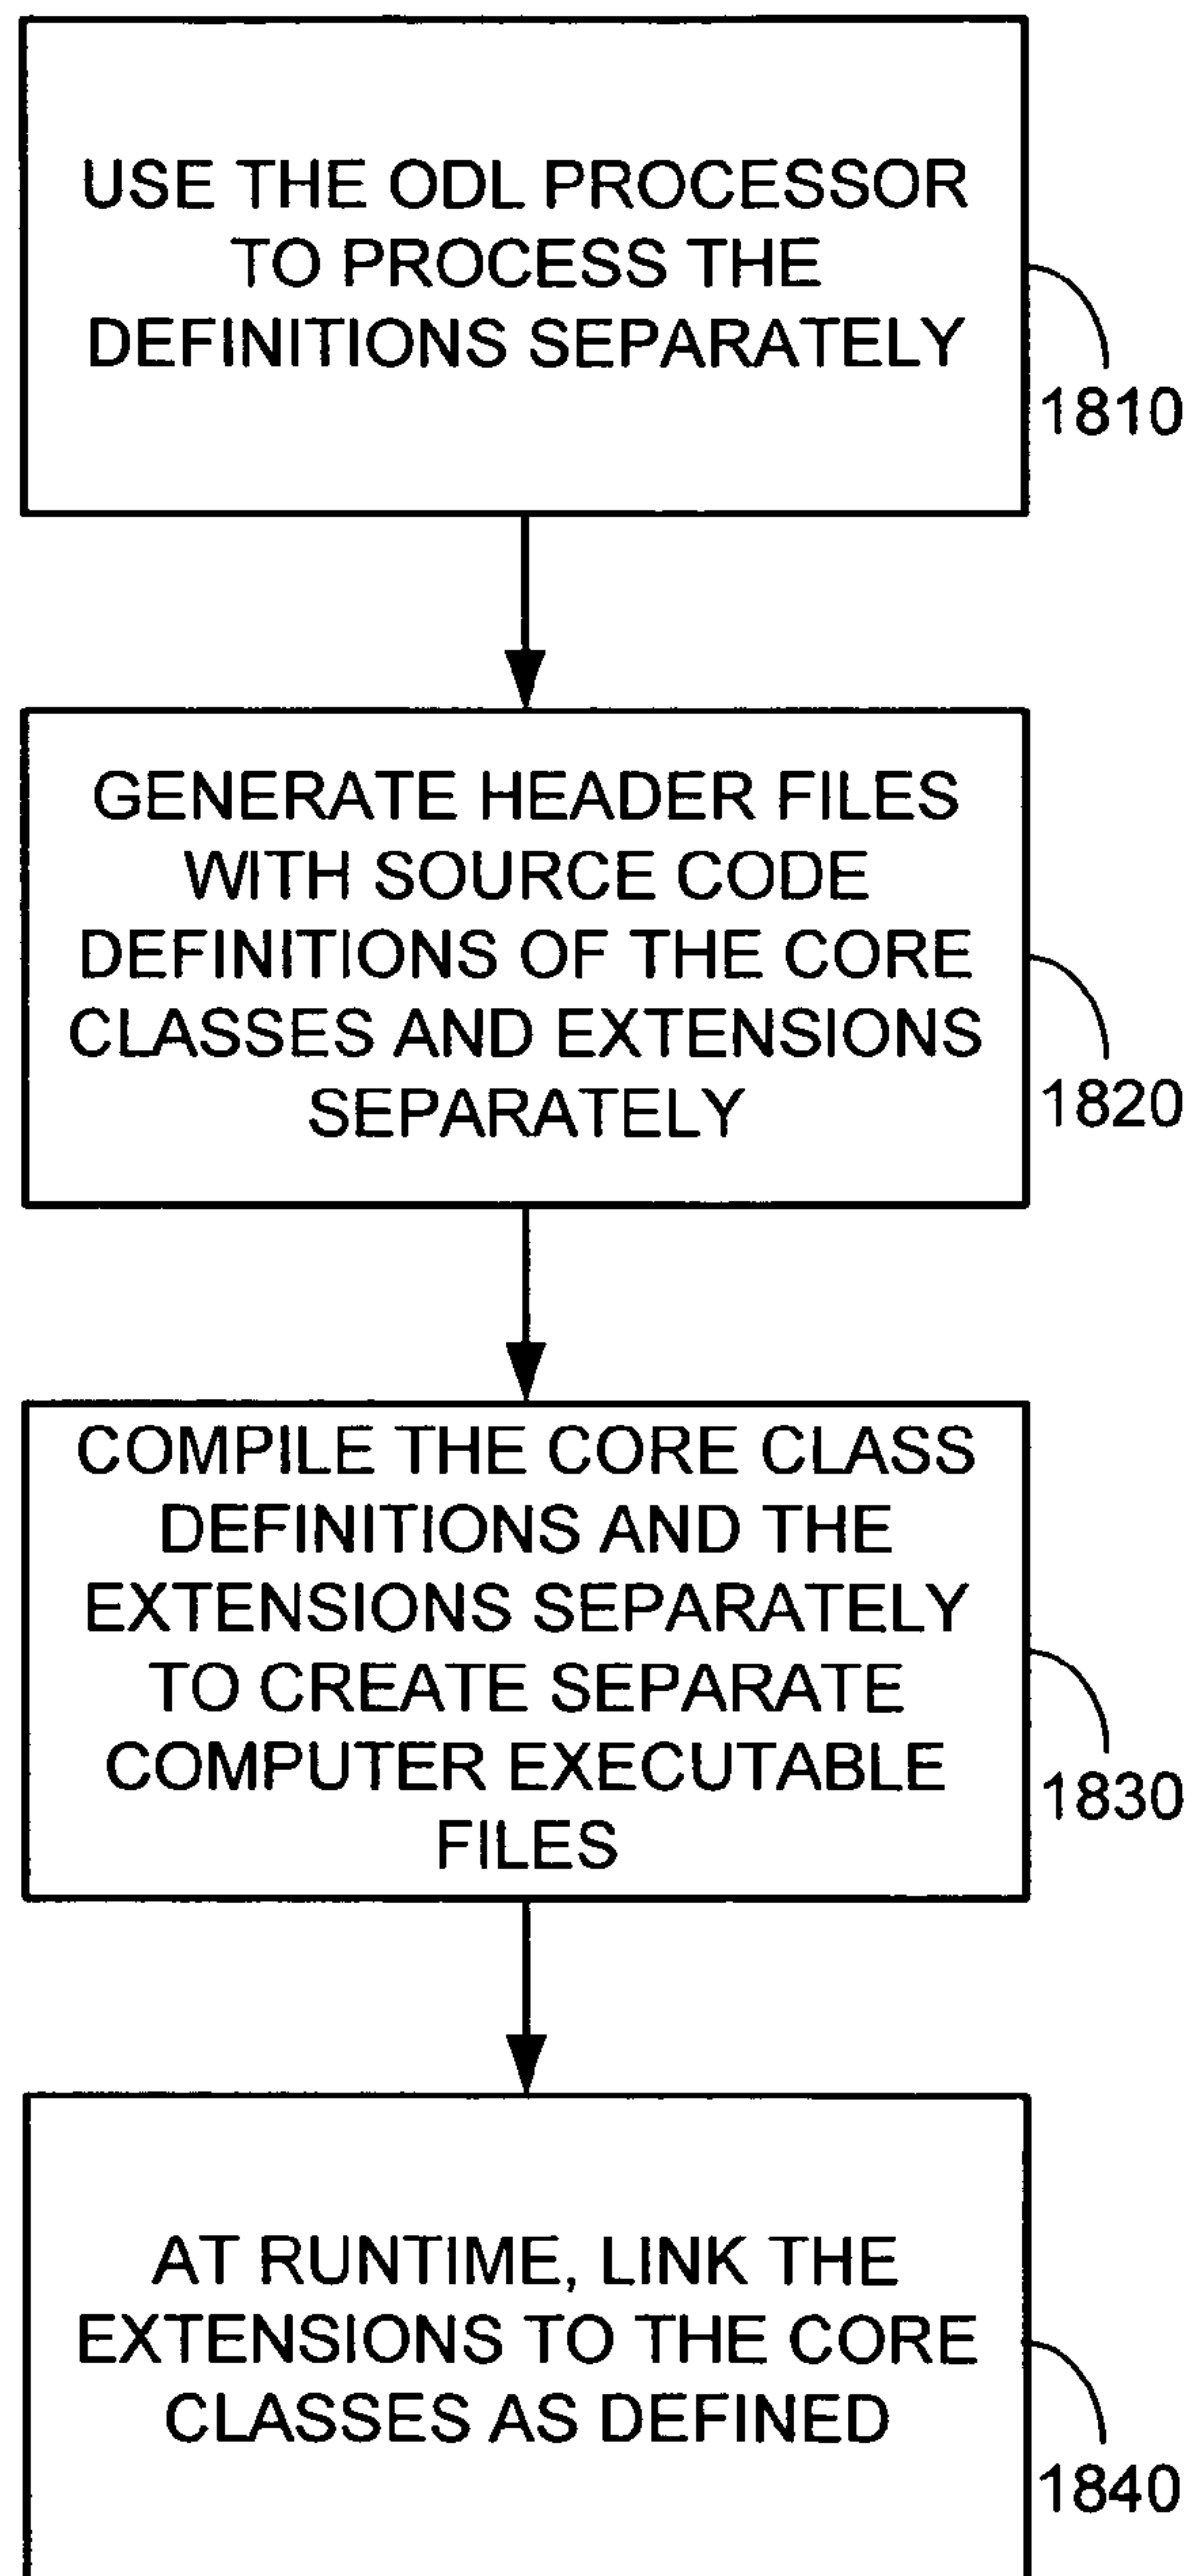 USE THE ODL PROCESSOR
TO PROCESS THE
DEFINITIONS SEPARATELY
1810
GENERATE HEADER FILES
WITH SOURCE CODE
DEFINITIONS OF THE CORE
CLASSES AND EXTENSIONS
SEPARATELY
1820
COMPILE THE CORE CLASS
DEFINITIONS AND THE
EXTENSIONS SEPARATELY
TO CREATE SEPARATE
COMPUTER EXECUTABLE
FILES
1830
AT RUNTIME, LINK THE
EXTENSIONS TO THE CORE
CLASSES AS DEFINED
1840